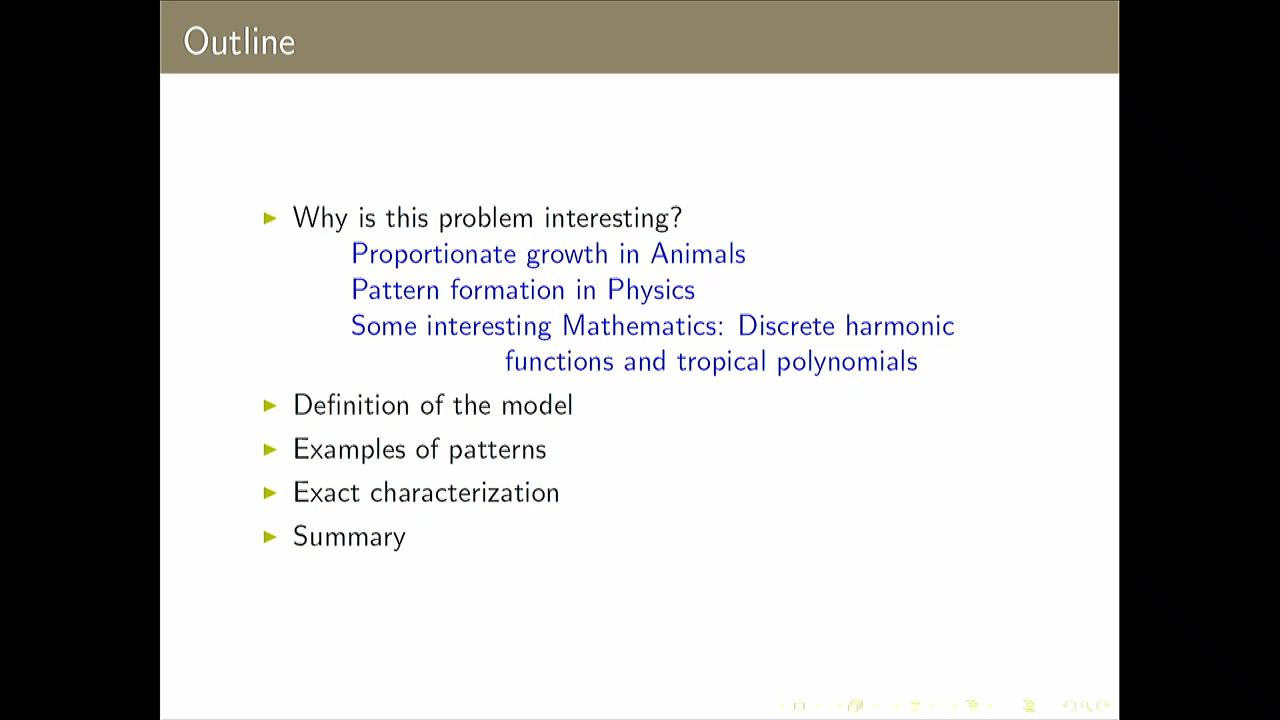 Outline
Why is this problem interesting?
Proportionate growth in Animals
Pattern formation in Physics
Some interesting Mathematics: Discrete harmonic
functions and tropical polynomials
Definition of the model
Examples of patterns
Exact characterization
Summary